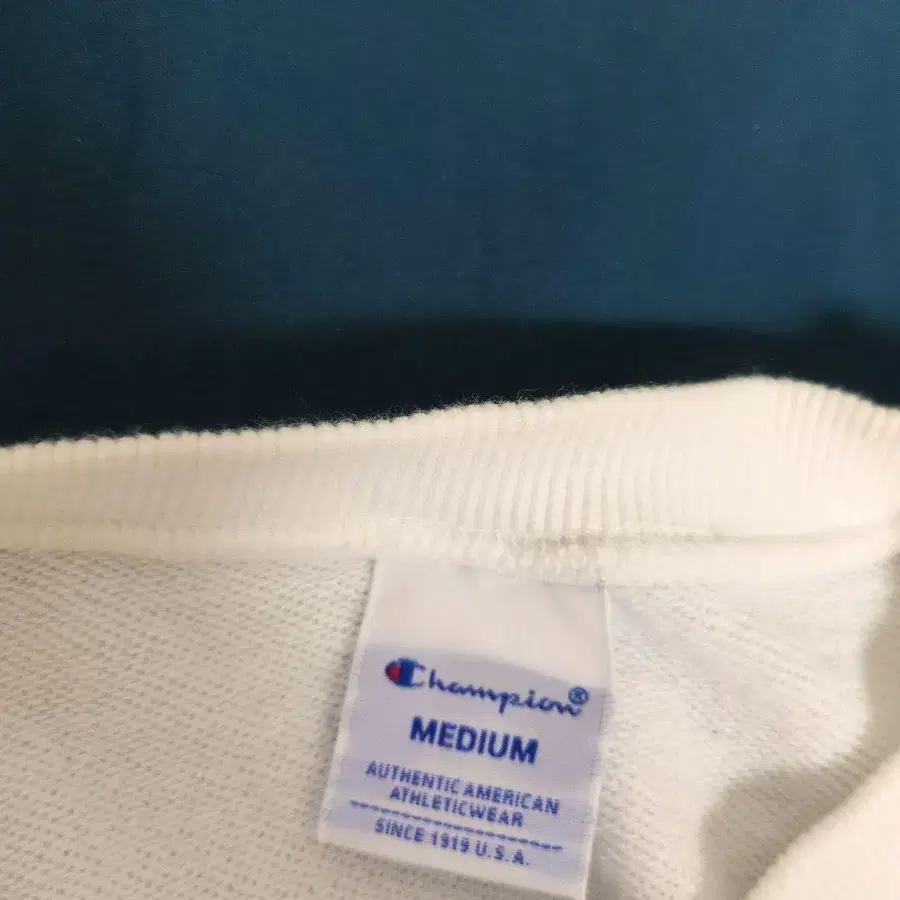 Champion®
MEDIUM
AUTHENTIC AMERICAN
ATHLETICWEAR
SINCE 1919 U.S.A.